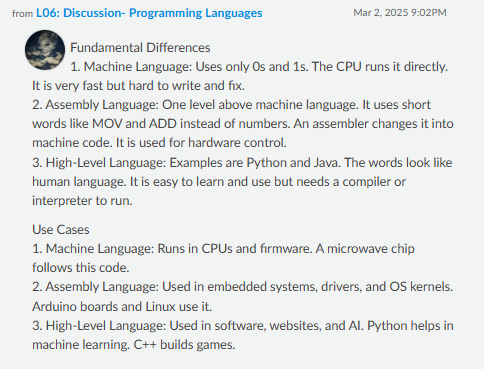 from L06: Discussion- Programming Languages Mar 2, 2025 9:02PM
Fundamental Differences
1. Machine Language: Uses only 0s and 1s. The CPU runs it directly.
It is very fast but hard to write and fix.
2. Assembly Language: One level above machine language. It uses short
words like MOV and ADD instead of numbers. An assembler changes it into
machine code. It is used for hardware control.
3. High-Level Language: Examples are Python and Java. The words look like
human language. It is easy to learn and use but needs a compiler or
interpreter to run.
Use Cases
1. Machine Language: Runs in CPUs and firmware. A microwave chip
follows this code.
2. Assembly Language: Used in embedded systems, drivers, and OS kernels.
Arduino boards and Linux use it.
3. High-Level Language: Used in software, websites, and AI. Python helps in
machine learning. C++ builds games.